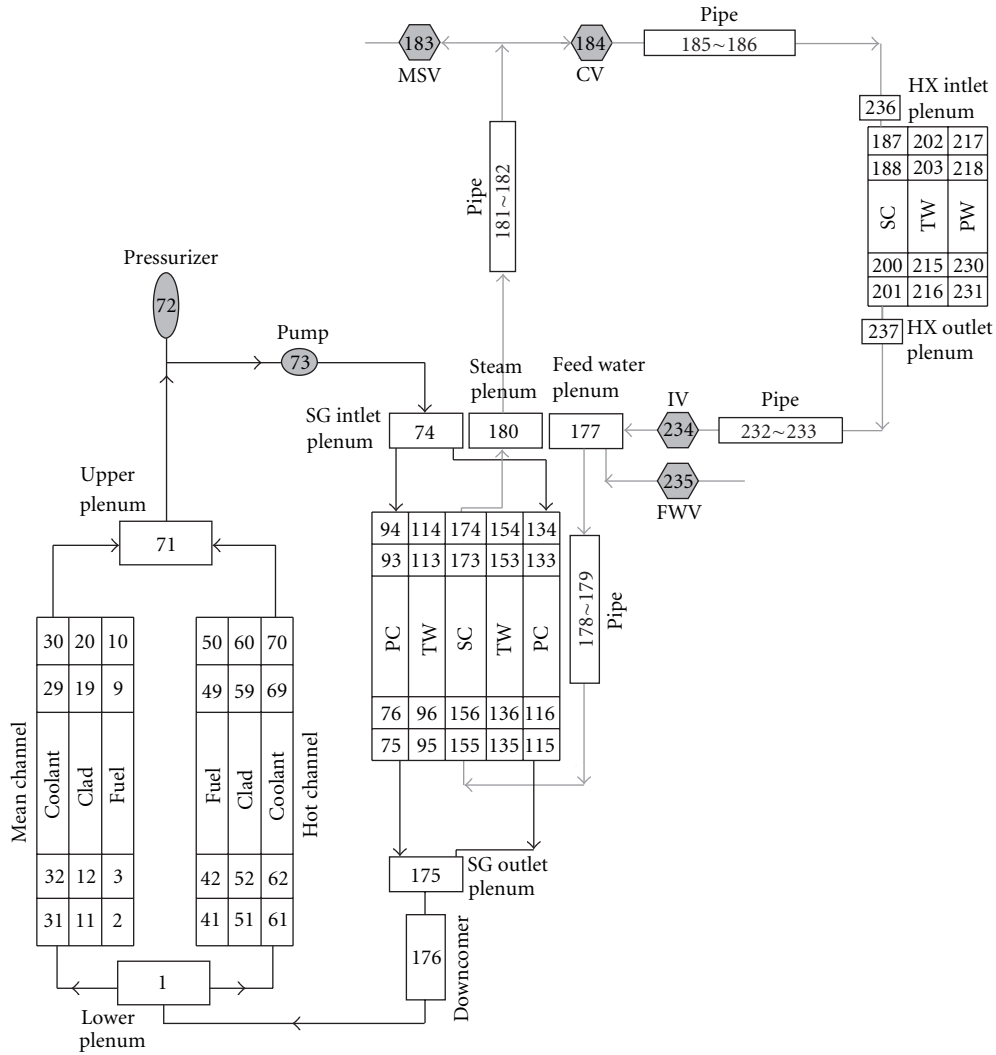 Pipe
183
184
185~186
MSV
CV
HX intlet
plenum
236
187 202 217
188 203 218
Pipe
181~182
SC
TW
PW
200 215 230
201 216 231
237
HX outlet
plenum
Pressurizer
72
Pump
73
Steam
plenum
Feed water
plenum
IV
Pipe
SG intlet
plenum
74
180
177
234
232~233
235
FWV
Upper
plenum
71
94 114 174 154 134
93 113 173 153 133
PC
TW
SC
TW
PC
76 96 156 136 116
75 95 155 135 115
178~179
Pipe
30 20 10
29 19 9
Mean channel
Coolant
Clad
Fuel
32 12 3
31 11 2
50 60 70
49 59 69
Fuel
Clad
Coolant
Hot channel
42 52 62
41 51 61
175
SG outlet
plenum
176
Downcomer
1
Lower
plenum